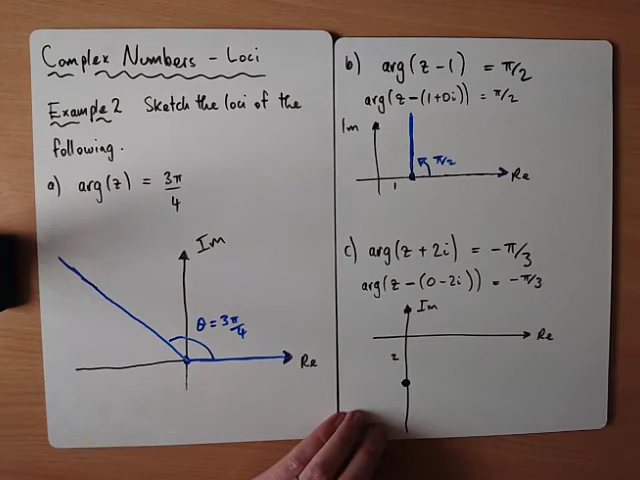 Complex Numbers - Loci
Example 2 Sketch the loci of the
following.
a) arg(z) = 3π/4
Im
θ = 3π/4
Re
b) arg(z-1) = π/2
arg(z-(1+0i)) = π/2
Im
π/2
1
Re
c) arg(z+2i) = -π/3
arg(z-(0-2i)) = -π/3
Im
Re
2